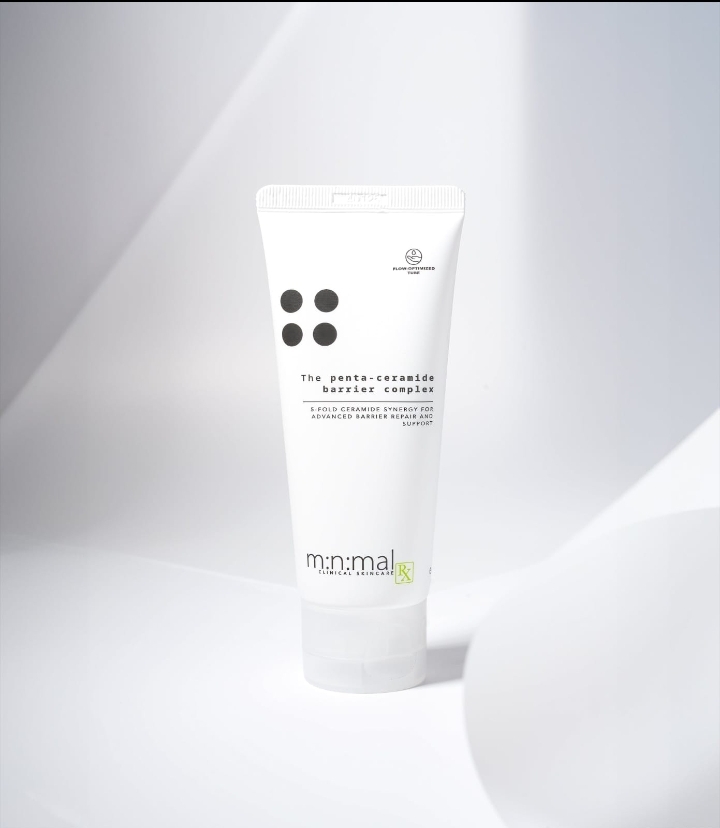 FLOW-OPTIMIZED
TUBE
The penta-ceramide
barrier complex
5-FOLD CERAMIDE SYNERGY FOR
ADVANCED BARRIER REPAIR AND
SUPPORT
m:n:mal
CLINICAL SKINCARE
RX